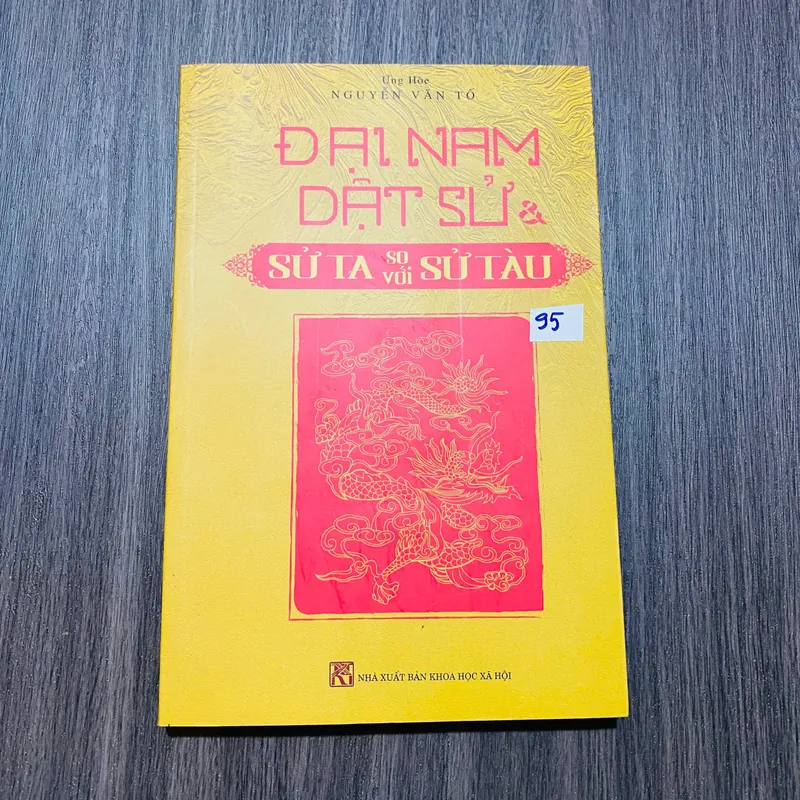 Ưng Hòe
NGUYỄN VĂN TỐ
ĐẠI NAM
DẬT SỬ &
SỬ TA SO VỚI SỬ TÀU
95
NHÀ XUẤT BẢN KHOA HỌC XÃ HỘI